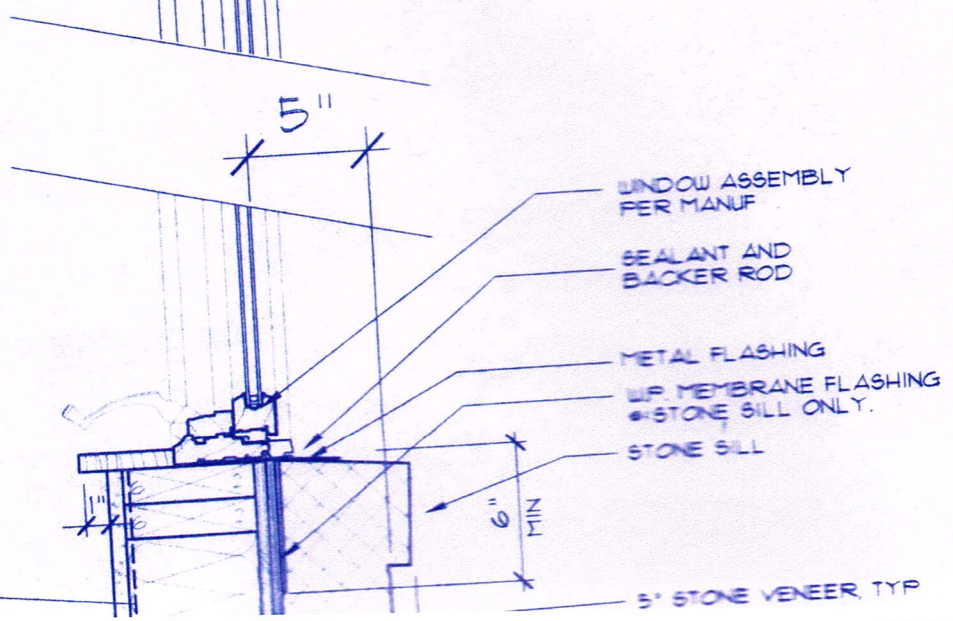 5"
WINDOW ASSEMBLY
PER MANUF
SEALANT AND
BACKER ROD
METAL FLASHING
W.P. MEMBRANE FLASHING
@ STONE SILL ONLY.
STONE SILL
1"
6"
MIN
5" STONE VENEER, TYP